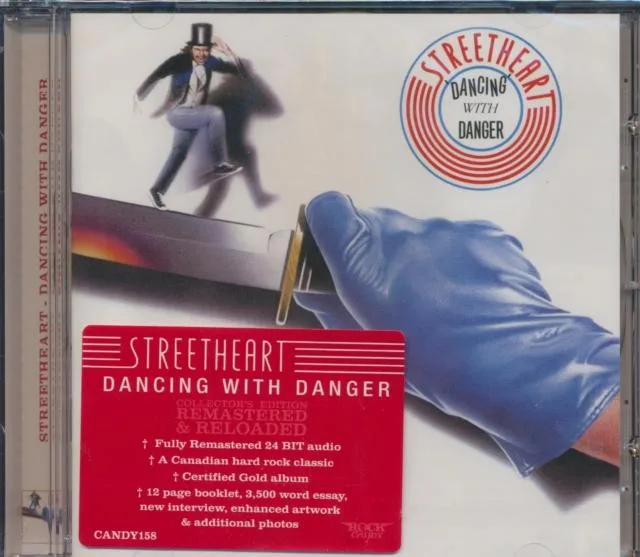 STREETHEART - DANCING WITH DANGER
STREETHEART
DANCING
WITH
DANGER
STREETHEART
DANCING WITH DANGER
COLLECTOR'S EDITION
REMASTERED
& RELOADED
† Fully Remastered 24 BIT audio
† A Canadian hard rock classic
† Certified Gold album
† 12 page booklet, 3,500 word essay,
new interview, enhanced artwork
& additional photos
CANDY158
ROCK
CANDY